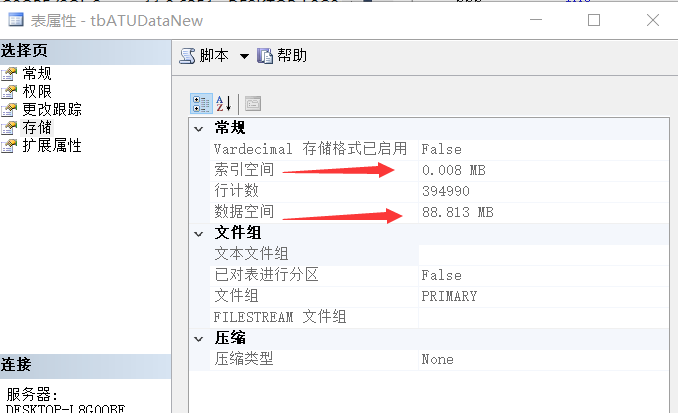 表属性 - tbATUDataNew
选择页
常规
权限
更改跟踪
存储
扩展属性
脚本 帮助
常规
Vardecimal 存储格式已启用 False
索引空间 0.008 MB
行计数 394990
数据空间 88.813 MB
文件组
文本文件组
已对表进行分区 False
文件组 PRIMARY
FILESTREAM 文件组
压缩
压缩类型 None
连接
服务器: